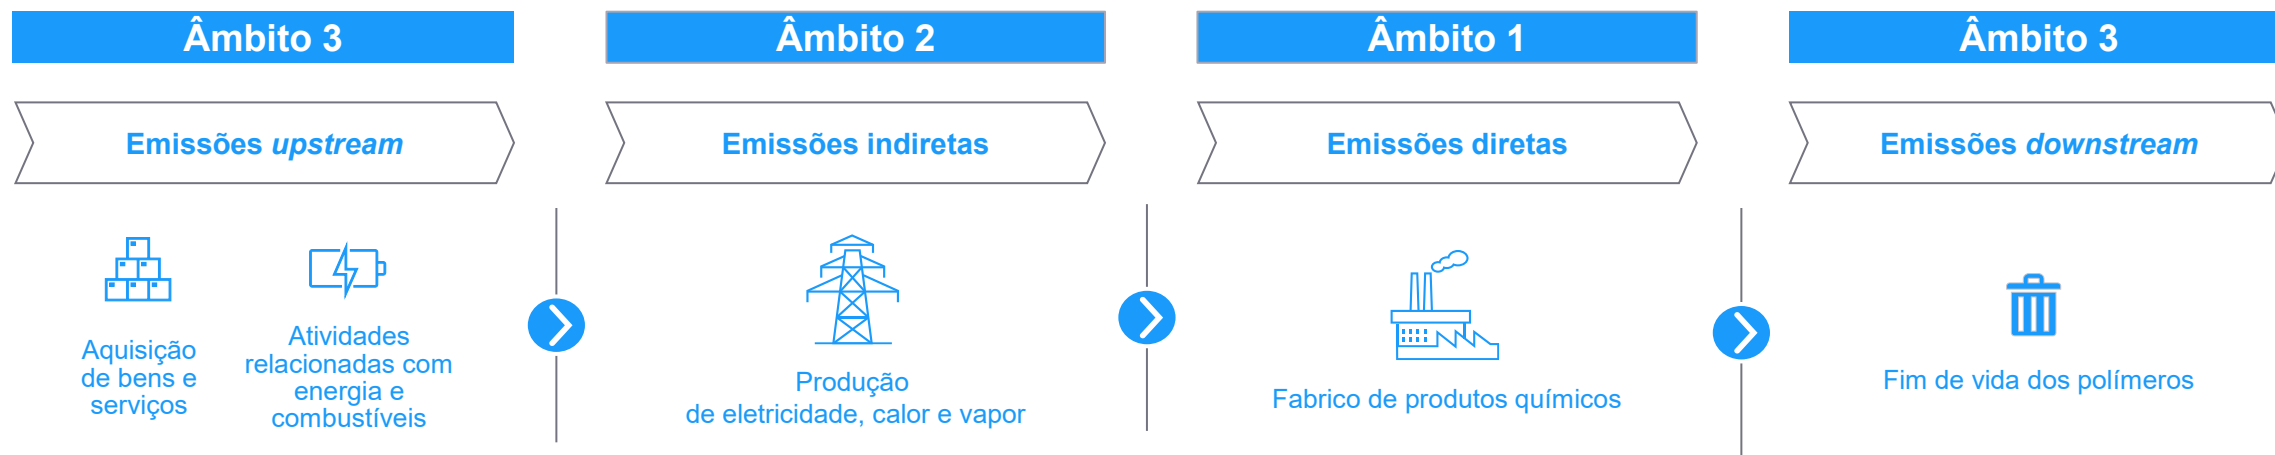 Âmbito 3
Emissões upstream
Aquisição
de bens e
serviços
Atividades
relacionadas com
energia e
combustíveis
Âmbito 2
Emissões indiretas
Produção
de eletricidade, calor e vapor
Âmbito 1
Emissões diretas
Fabrico de produtos químicos
Âmbito 3
Emissões downstream
Fim de vida dos polímeros